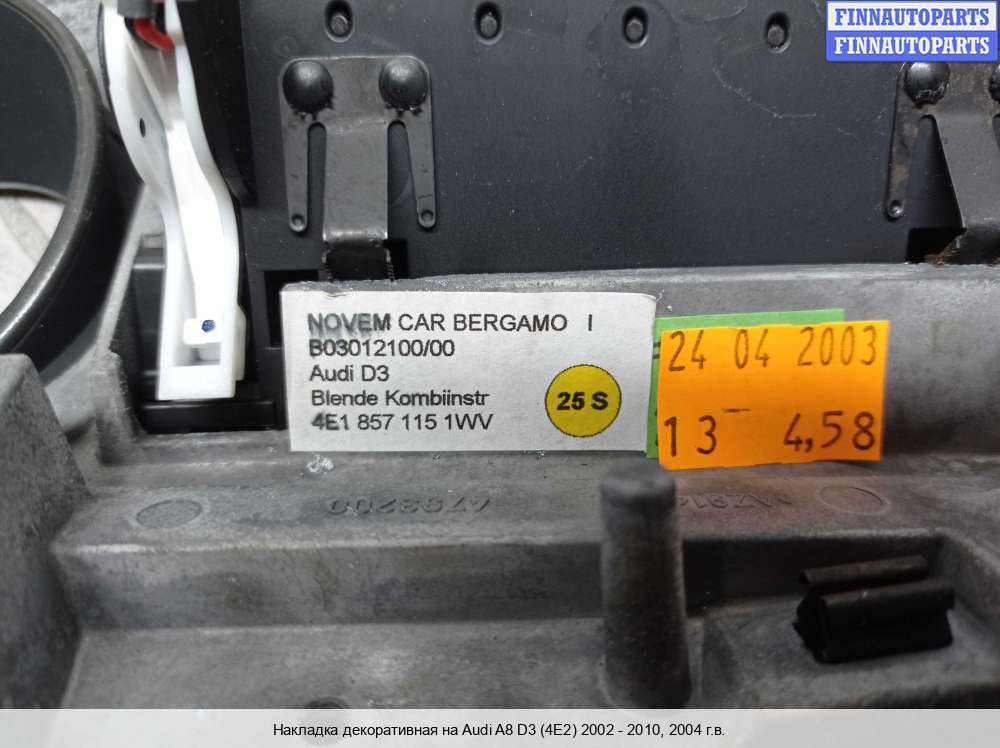 FINNAUTOPARTS
FINNAUTOPARTS
NOVEM CAR BERGAMO I
B03012100/00
Audi D3
Blende Kombiinstr
4E1 857 115 1WV
25 S
24 04 2003
13 4,58
Накладка декоративная на Audi A8 D3 (4E2) 2002 - 2010, 2004 г.в.